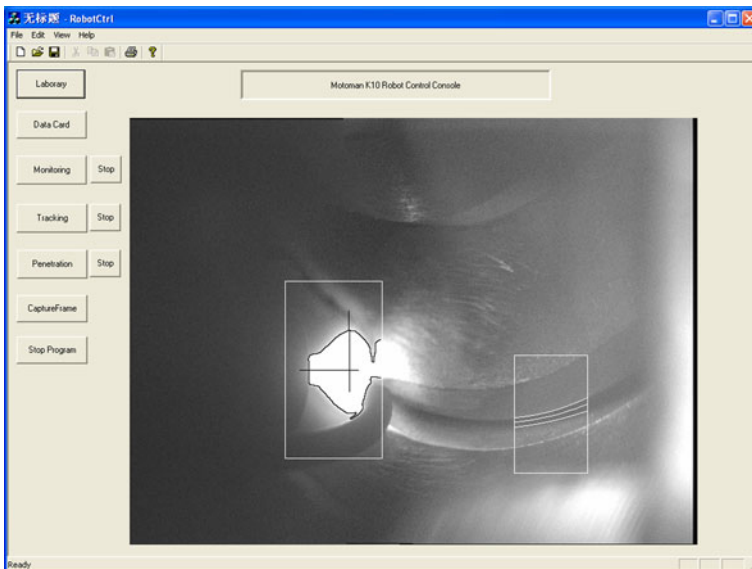 无标题 - RobotCtrl
File Edit View Help
Laboray
Motoman K10 Robot Control Console
Data Card
Monitoring Stop
Tracking Stop
Penetration Stop
CaptureFrame
Stop Program
Ready